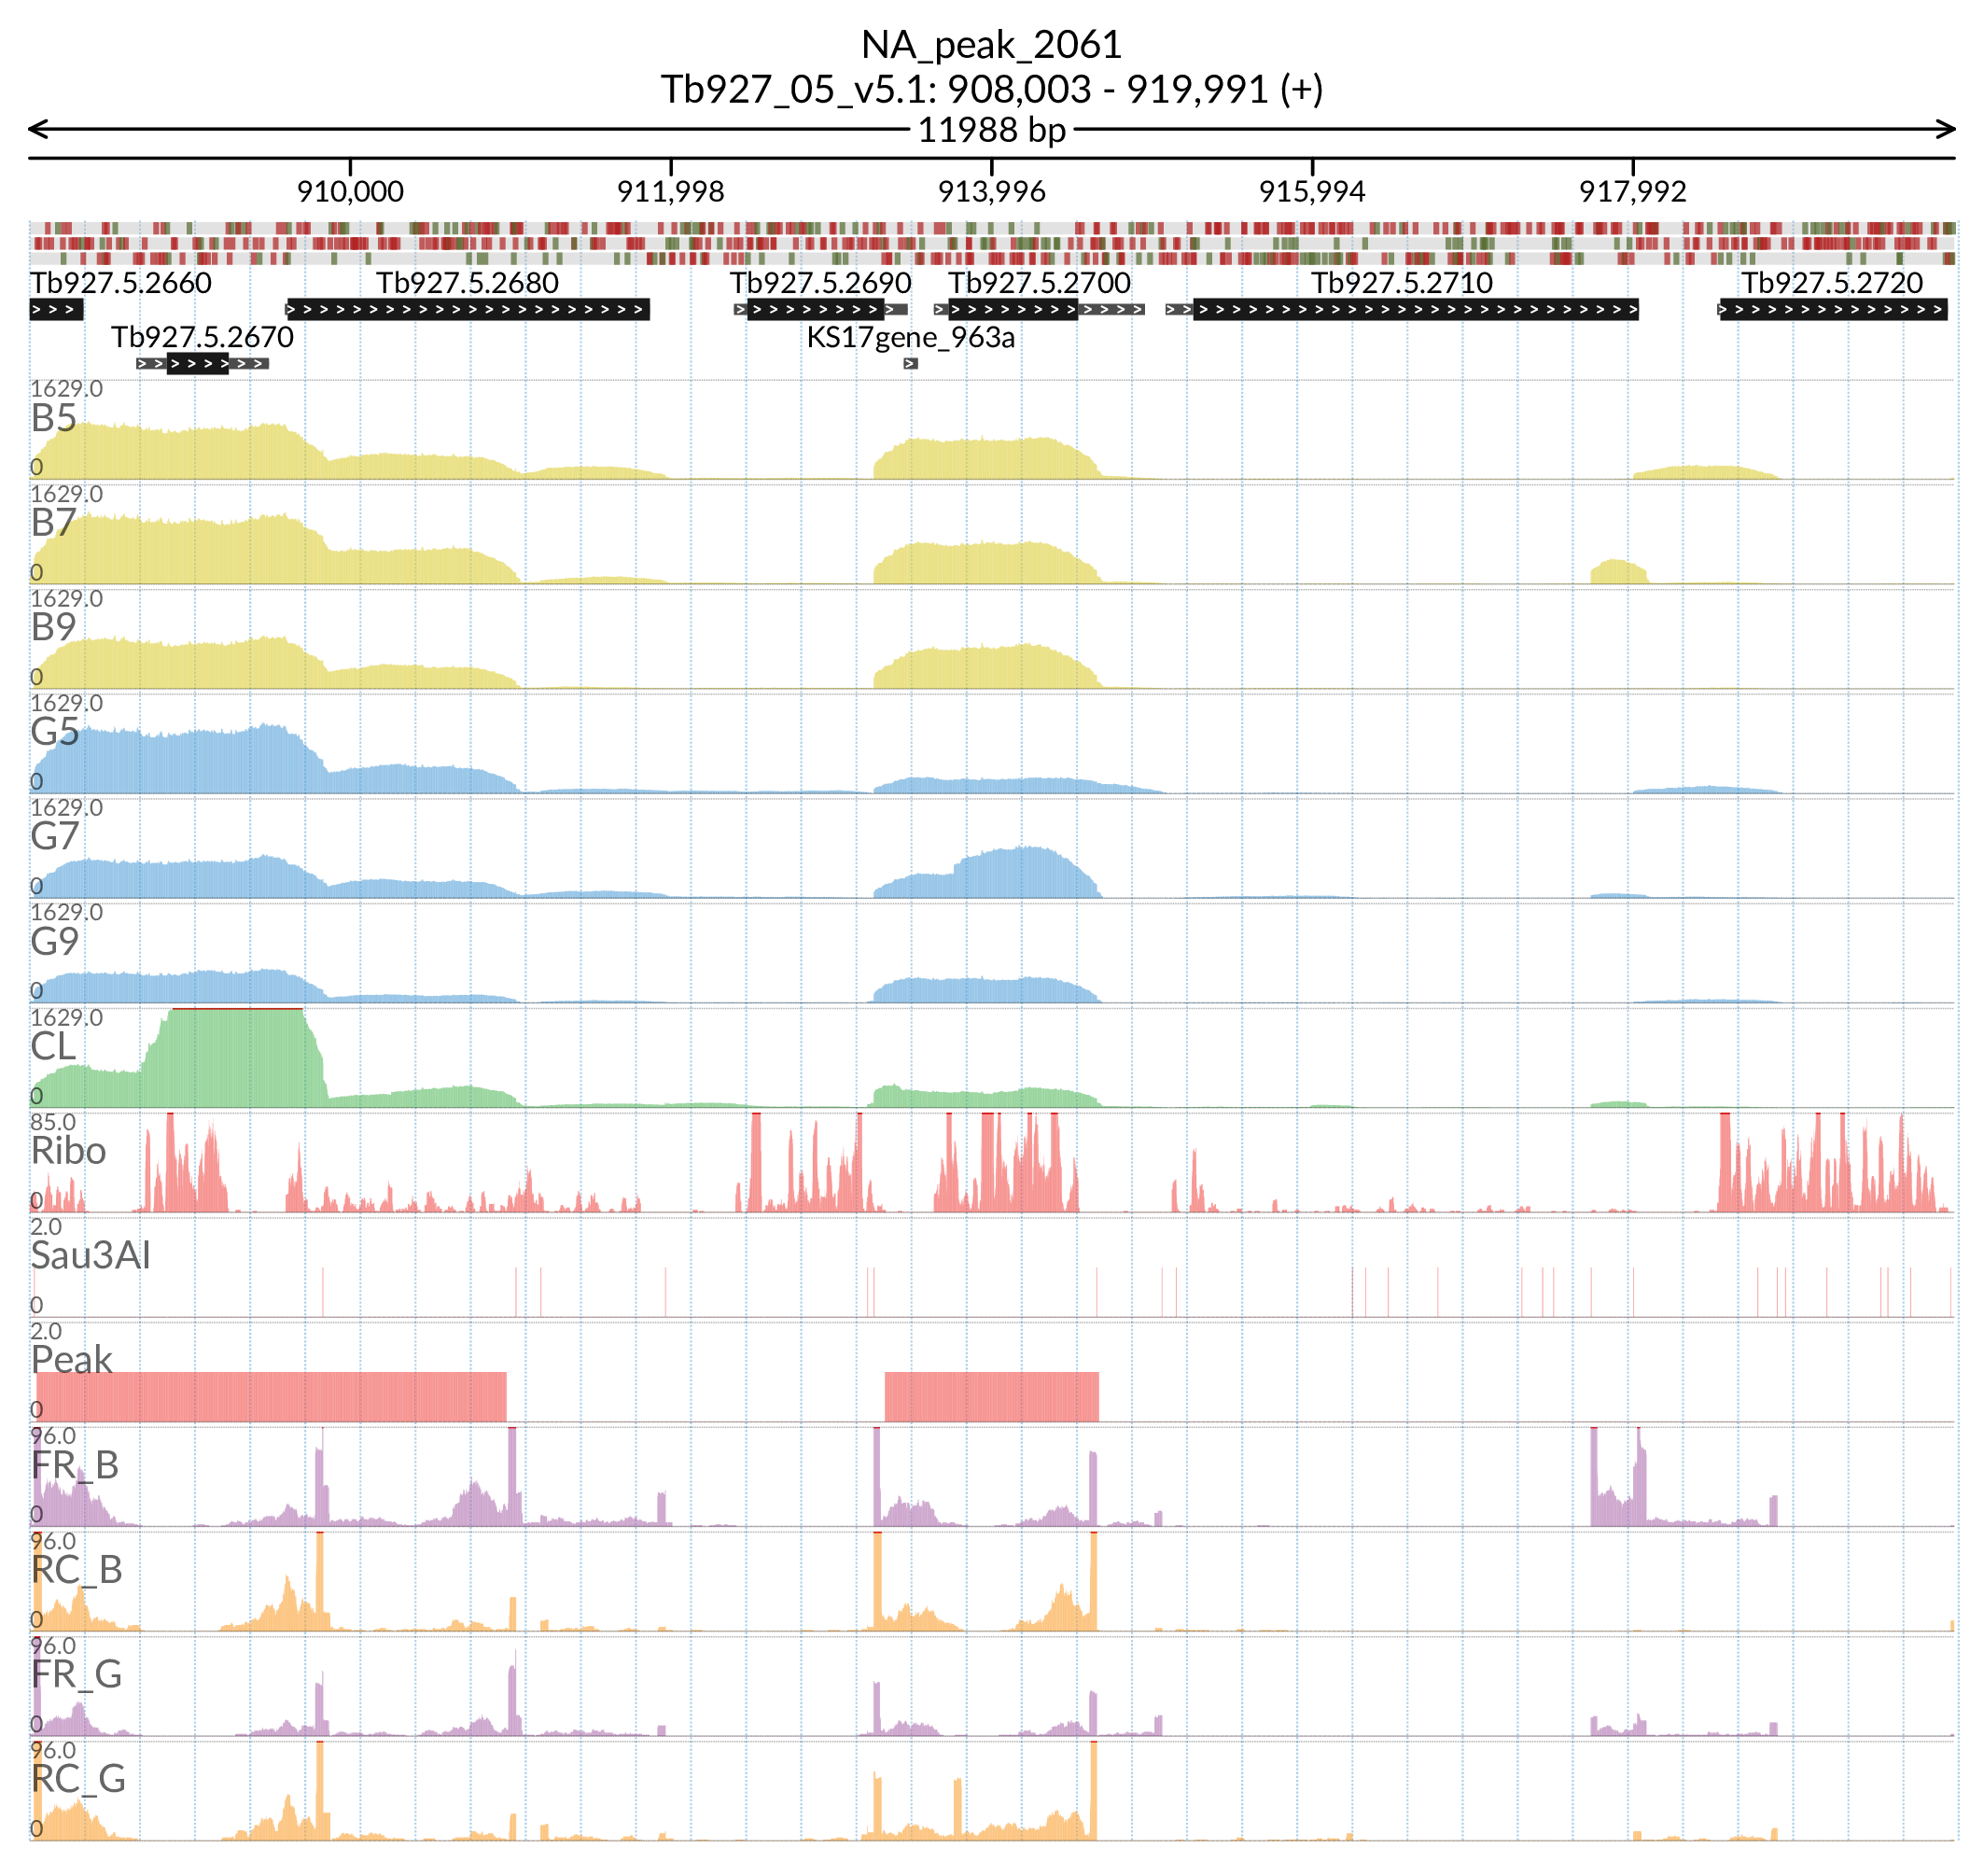 NA_peak_2061
Tb927_05_v5.1: 908,003 - 919,991 (+)
11988 bp
910,000 911,998 913,996 915,994 917,992
Tb927.5.2660 Tb927.5.2680 Tb927.5.2690 Tb927.5.2700 Tb927.5.2710 Tb927.5.2720
Tb927.5.2670 KS17gene_963a
1629.0
B5
0
1629.0
B7
0
1629.0
B9
0
1629.0
G5
0
1629.0
G7
0
1629.0
G9
0
1629.0
CL
0
85.0
Ribo
0
2.0
Sau3AI
0
2.0
Peak
0
96.0
FR_B
0
96.0
RC_B
0
96.0
FR_G
0
96.0
RC_G
0